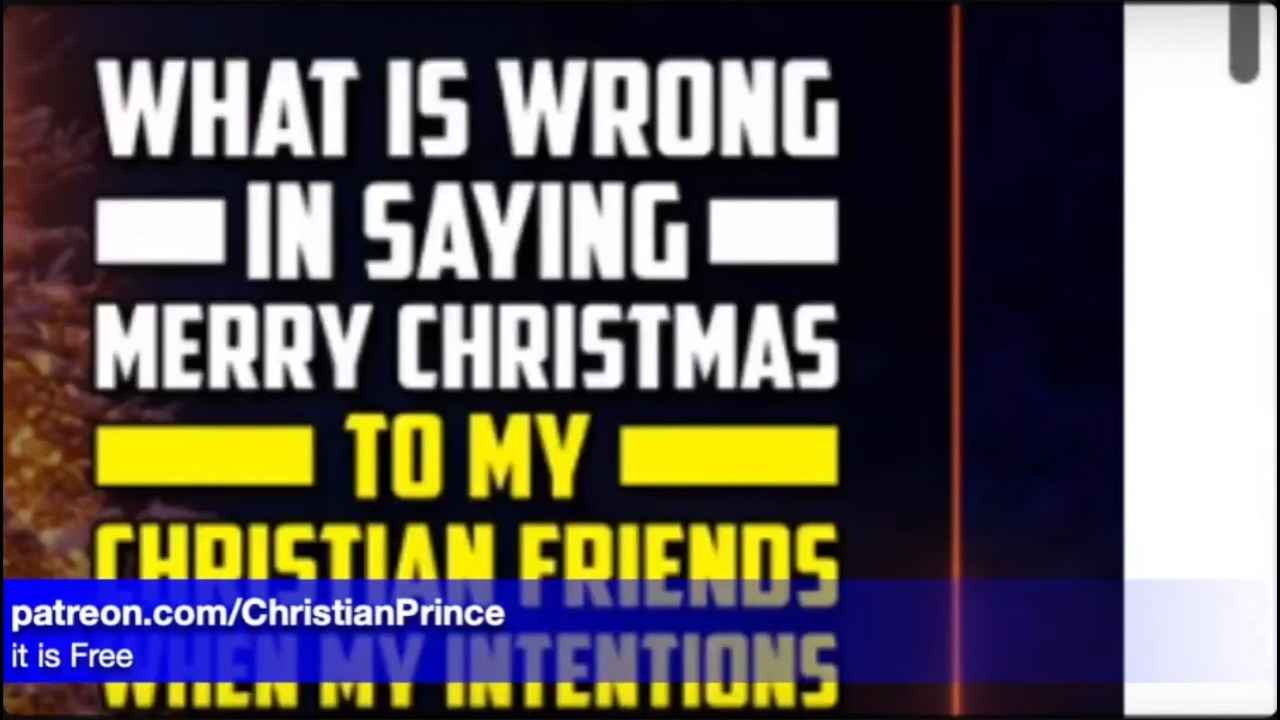 WHAT IS WRONG
IN SAYING
MERRY CHRISTMAS
TO MY
CHRISTIAN FRIENDS
patreon.com/ChristianPrince
it is Free
WHEN MY INTENTIONS